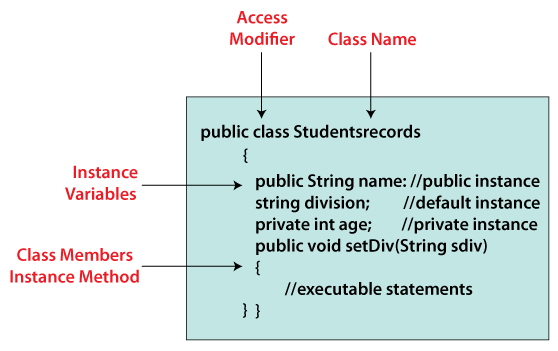 Access
Modifier
Class Name
public class Studentsrecords
{
Instance
Variables
public String name: //public instance
string division; //default instance
private int age; //private instance
public void setDiv(String sdiv)
Class Members
Instance Method
{
//executable statements
} }